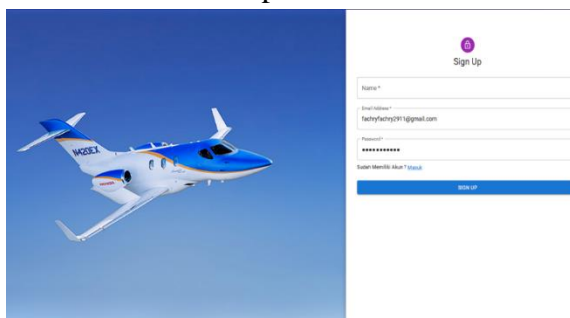 N420EX
Sign Up
Name *
Email Address *
fachryfachry2911@gmail.com
Password *
Sudah Memiliki Akun ? Masuk
SIGN UP